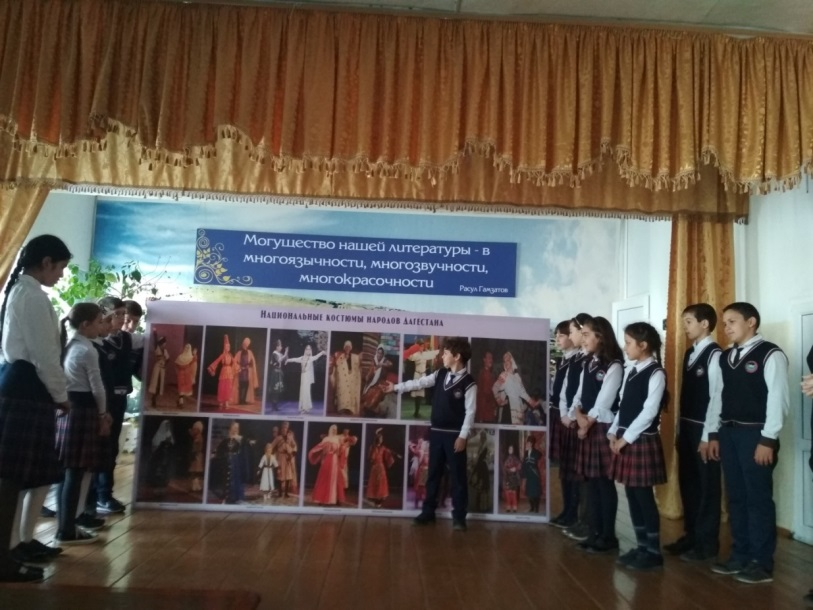 Могущество нашей литературы - в
многоязычности, многозвучности,
многокрасочности
Расул Гамзатов
Национальные костюмы народов Дагестана